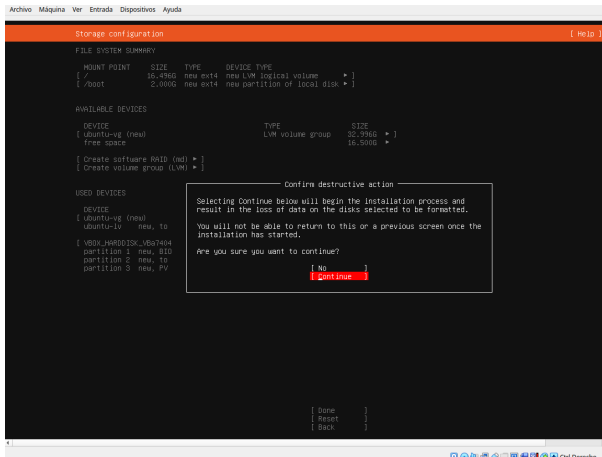 Archivo Máquina Ver Entrada Dispositivos Ayuda
Storage configuration [ Help ]
FILE SYSTEM SUMMARY
MOUNT POINT SIZE TYPE DEVICE TYPE
[ / 16.496G new ext4 new LVM logical volume ▸ ]
[ /boot 2.000G new ext4 new partition of local disk ▸ ]
AVAILABLE DEVICES
DEVICE TYPE SIZE
[ ubuntu-vg (new) LVM volume group 32.996G ▸ ]
free space 16.500G ▸
[ Create software RAID (md) ▸ ]
[ Create volume group (LVM) ▸ ]
USED DEVICES
DEVICE
[ ubuntu-vg (new)
ubuntu-lv new, to
[ VBOX_HARDDISK_VBa7404
partition 1 new, BIO
partition 2 new, to
partition 3 new, PV
Confirm destructive action
Selecting Continue below will begin the installation process and
result in the loss of data on the disks selected to be formatted.
You will not be able to return to this or a previous screen once the
installation has started.
Are you sure you want to continue?
[ No ]
[ Continue ]
[ Done ]
[ Reset ]
[ Back ]
Ctrl Derecho